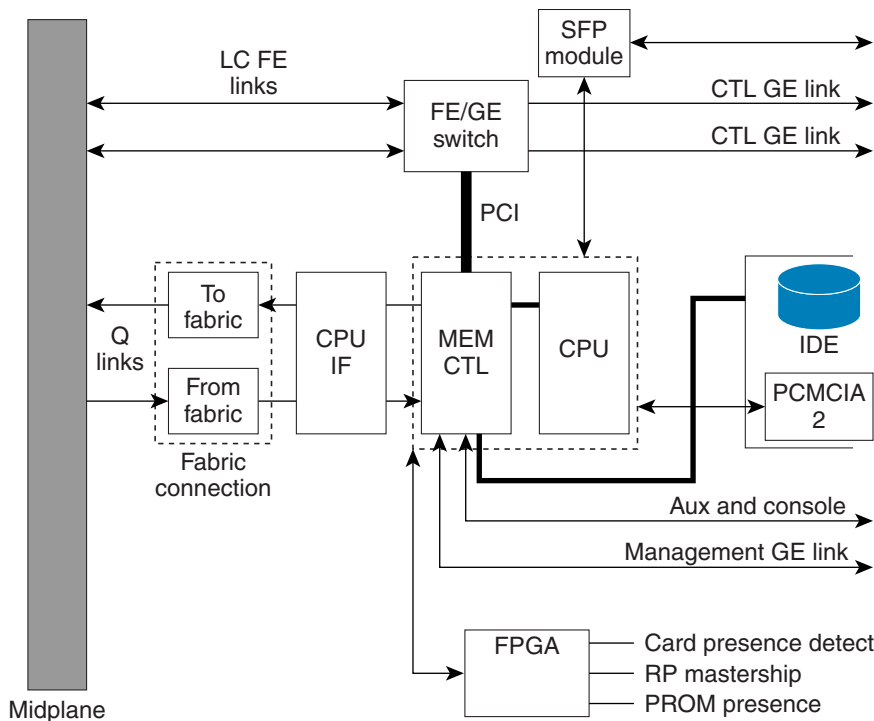 SFP
module
LC FE
links
CTL GE link
FE/GE
switch
CTL GE link
PCI
To
fabric
Q
links
From
fabric
CPU
IF
MEM
CTL
CPU
IDE
PCMCIA
2
Fabric
connection
Aux and console
Management GE link
FPGA
Card presence detect
RP mastership
PROM presence
Midplane